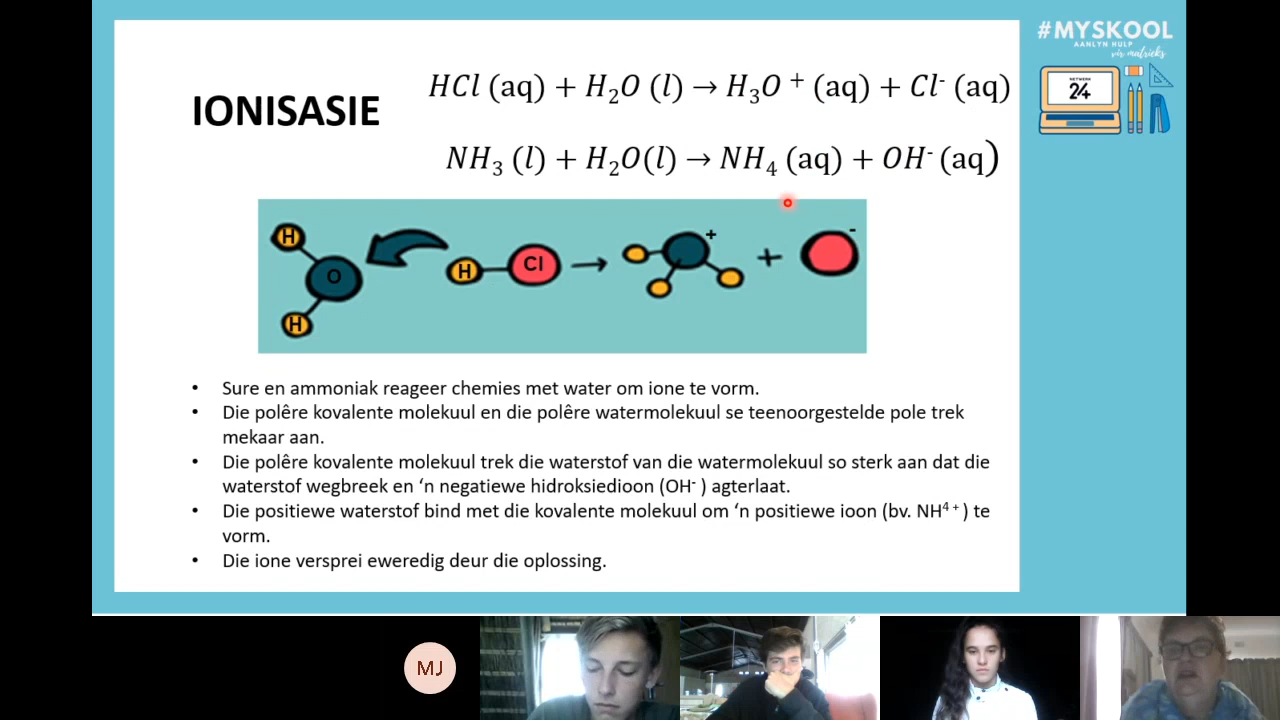 #MYSKOOL
AANLYN HULP
vir matrieks
NETWERK
24
IONISASIE
HCl (aq) + H₂O (l) → H₃O ⁺ (aq) + Cl⁻ (aq)
NH₃ (l) + H₂O(l) → NH₄ (aq) + OH⁻ (aq)
H
O
H
H
Cl
+
+
-
• Sure en ammoniak reageer chemies met water om ione te vorm.
• Die polêre kovalente molekuul en die polêre watermolekuul se teenoorgestelde pole trek
mekaar aan.
• Die polêre kovalente molekuul trek die waterstof van die watermolekuul so sterk aan dat die
waterstof wegbreek en ‘n negatiewe hidroksiedioon (OH⁻ ) agterlaat.
• Die positiewe waterstof bind met die kovalente molekuul om ‘n positiewe ioon (bv. NH⁴ ⁺ ) te
vorm.
• Die ione versprei eweredig deur die oplossing.
MJ